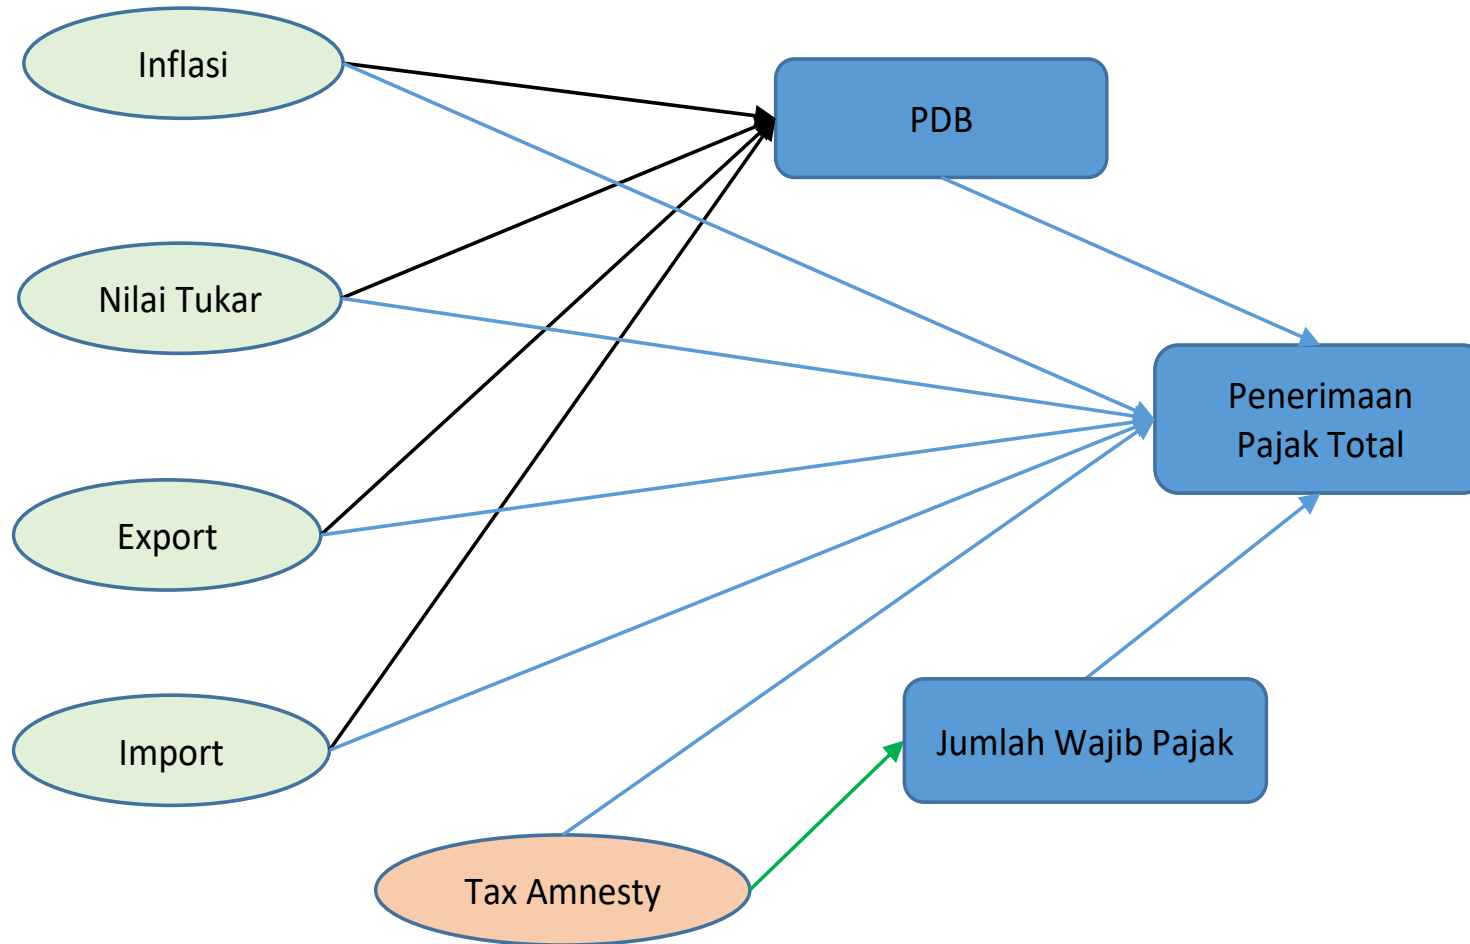 Inflasi
PDB
Nilai Tukar
Penerimaan
Pajak Total
Export
Import
Jumlah Wajib Pajak
Tax Amnesty